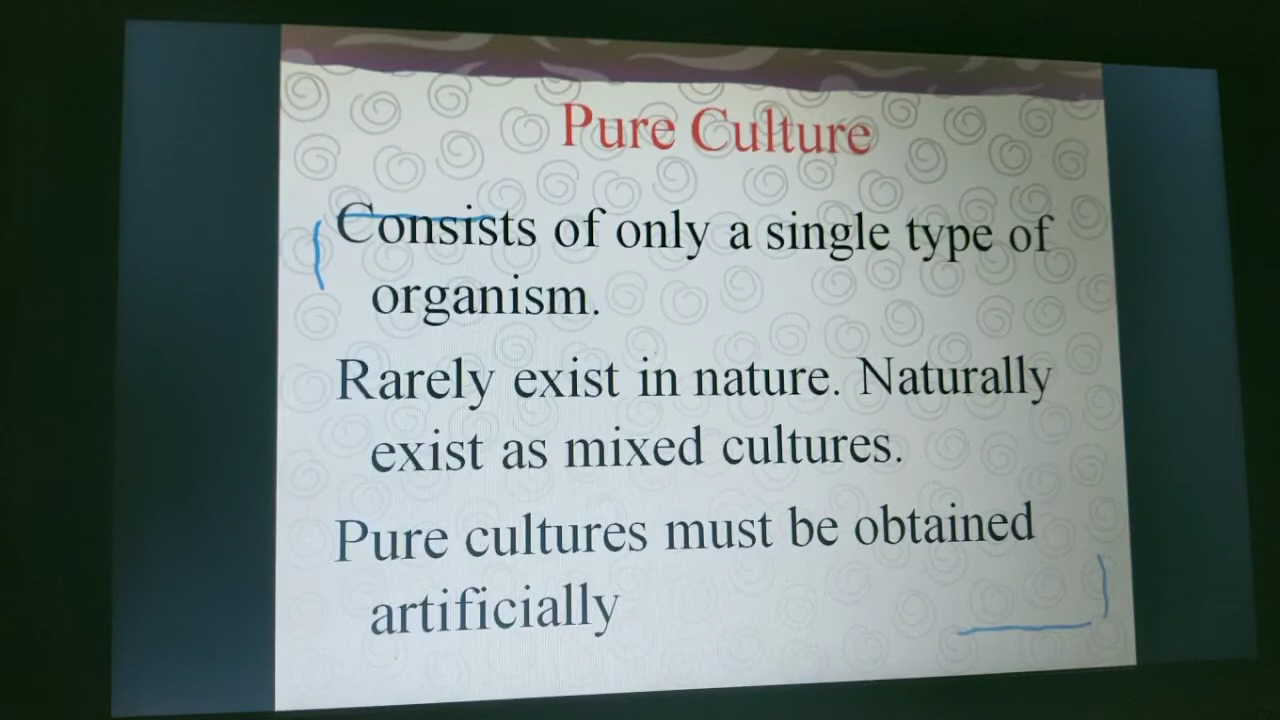 Pure Culture
Consists of only a single type of
organism.
Rarely exist in nature. Naturally
exist as mixed cultures.
Pure cultures must be obtained
artificially